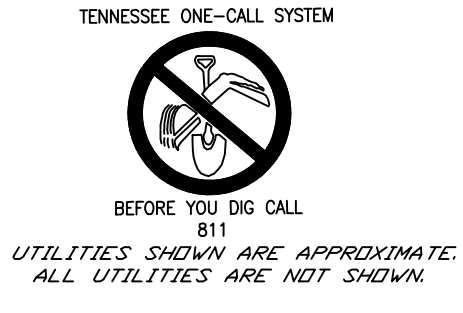 TENNESSEE ONE-CALL SYSTEM
BEFORE YOU DIG CALL
811
UTILITIES SHOWN ARE APPROXIMATE.
ALL UTILITIES ARE NOT SHOWN.